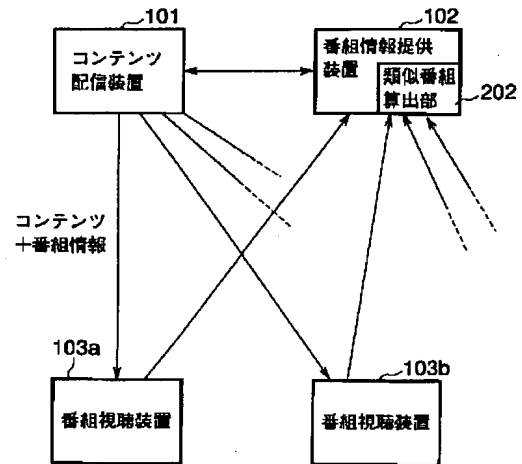 101
102
コンテンツ
配信装置
番組情報提供
装置
類似番組
算出部
202
コンテンツ
+番組情報
103a
103b
番組視聴装置
番組視聴装置